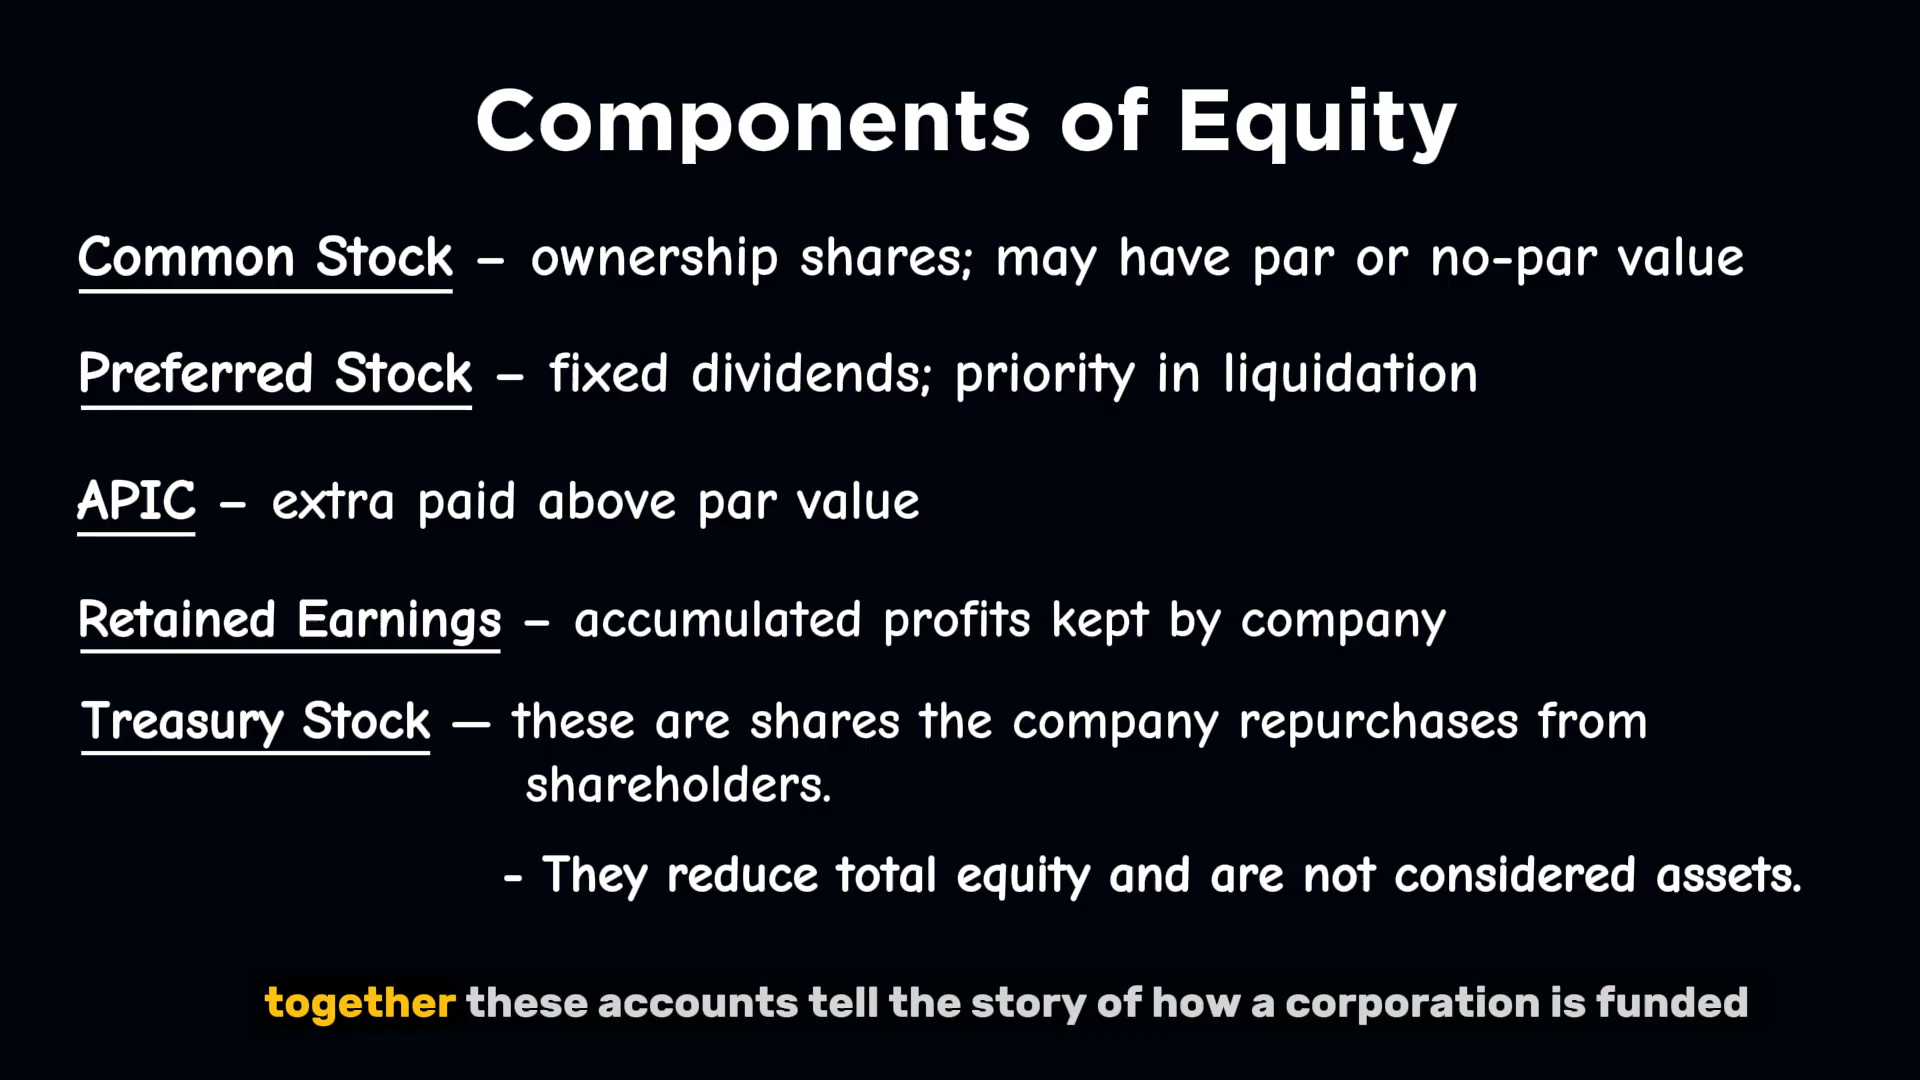 Components of Equity
Common Stock – ownership shares; may have par or no-par value
Preferred Stock – fixed dividends; priority in liquidation
APIC – extra paid above par value
Retained Earnings – accumulated profits kept by company
Treasury Stock — these are shares the company repurchases from
shareholders.
- They reduce total equity and are not considered assets.
together these accounts tell the story of how a corporation is funded